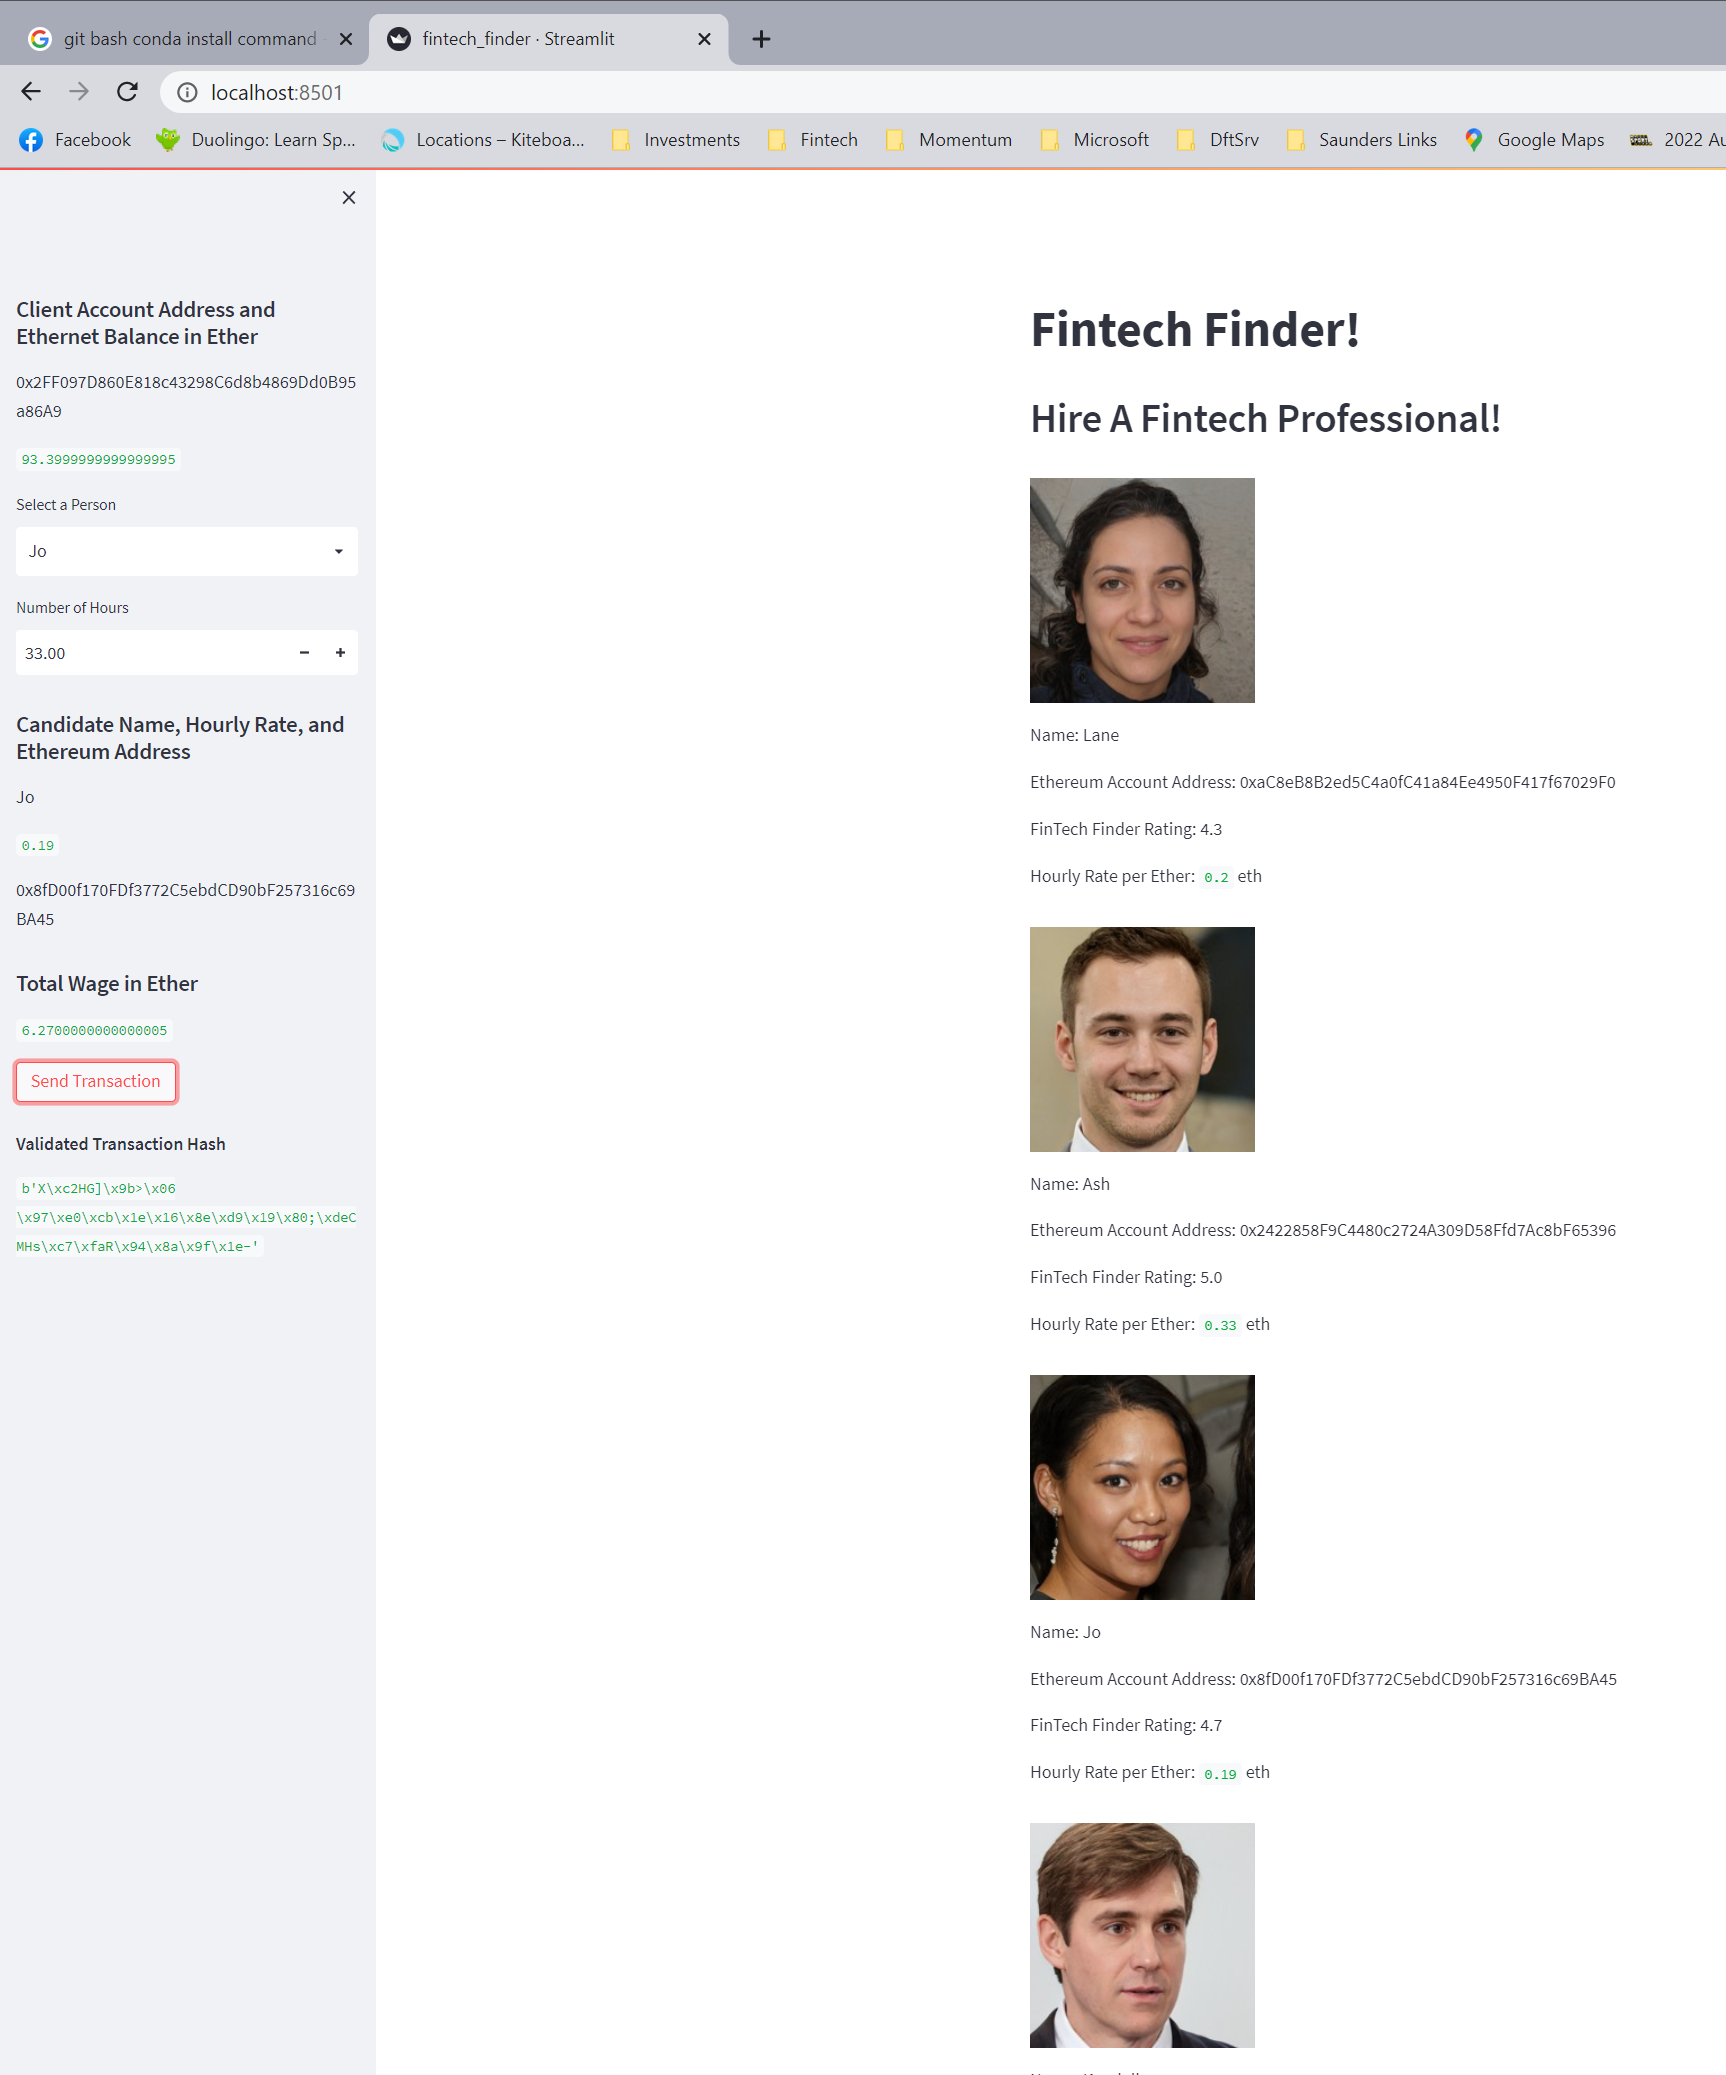 git bash conda install command
fintech_finder · Streamlit
localhost:8501
Facebook
Duolingo: Learn Sp...
Locations – Kiteboa...
Investments
Fintech
Momentum
Microsoft
DftSrv
Saunders Links
Google Maps
2022 Au
Client Account Address and
Ethernet Balance in Ether
0x2FF097D860E818c43298C6d8b4869Dd0B95
a86A9
93.3999999999999995
Select a Person
Jo
Number of Hours
33.00
Candidate Name, Hourly Rate, and
Ethereum Address
Jo
0.19
0x8fD00f170FDf3772C5ebdCD90bF257316c69
BA45
Total Wage in Ether
6.2700000000000005
Send Transaction
Validated Transaction Hash
b'X\xc2HG]\x9b>\x06
\x97\xe0\xcb\x1e\x16\x8e\xd9\x19\x80;\xdeC
MHs\xc7\xfaR\x94\x8a\x9f\x1e-'
Fintech Finder!
Hire A Fintech Professional!
Name: Lane
Ethereum Account Address: 0xaC8eB8B2ed5C4a0fC41a84Ee4950F417f67029F0
FinTech Finder Rating: 4.3
Hourly Rate per Ether: 0.2 eth
Name: Ash
Ethereum Account Address: 0x2422858F9C4480c2724A309D58Ffd7Ac8bF65396
FinTech Finder Rating: 5.0
Hourly Rate per Ether: 0.33 eth
Name: Jo
Ethereum Account Address: 0x8fD00f170FDf3772C5ebdCD90bF257316c69BA45
FinTech Finder Rating: 4.7
Hourly Rate per Ether: 0.19 eth